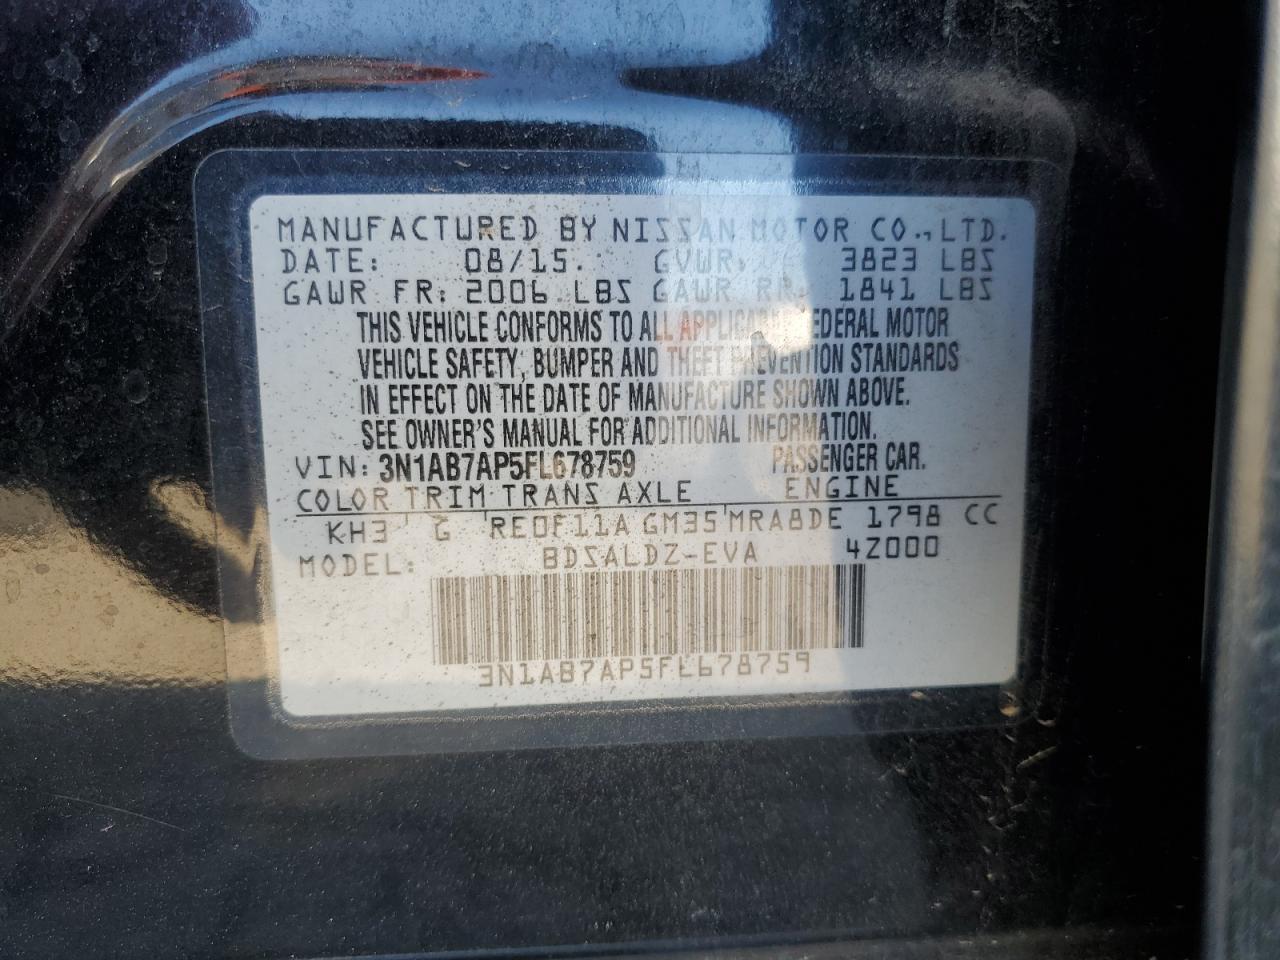 MANUFACTURED BY NISSAN MOTOR CO., LTD.
DATE: 08/15. GVWR: 3823 LBS
GAWR FR: 2006 LBS GAWR RR: 1841 LBS
THIS VEHICLE CONFORMS TO ALL APPLICABLE FEDERAL MOTOR
VEHICLE SAFETY, BUMPER AND THEFT PREVENTION STANDARDS
IN EFFECT ON THE DATE OF MANUFACTURE SHOWN ABOVE.
SEE OWNER'S MANUAL FOR ADDITIONAL INFORMATION.
VIN: 3N1AB7AP5FL678759 PASSENGER CAR.
COLOR TRIM TRANS AXLE ENGINE
KH3 G RE0F11A GM35 MRA8DE 1798 CC
MODEL: BDSALDZ-EVA 4Z000
3N1AB7AP5FL678759